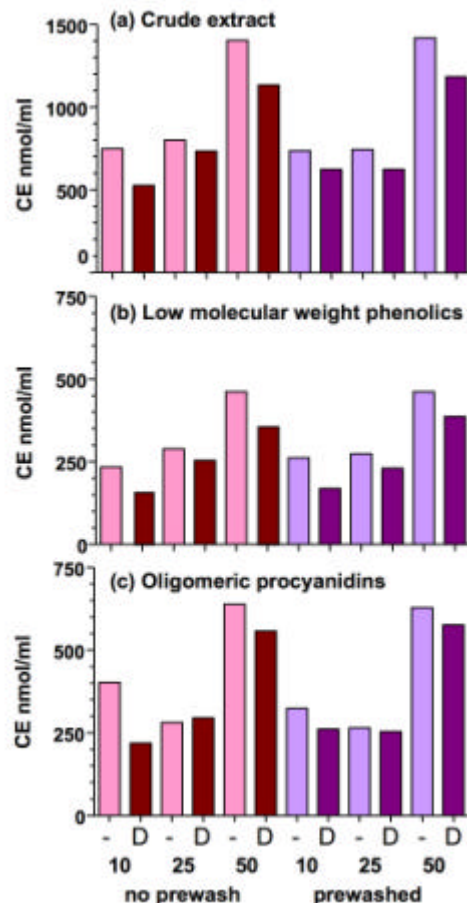 (a) Crude extract
1500
1000
500
0
CE nmol/ml
(b) Low molecular weight phenolics
750
500
250
0
CE nmol/ml
(c) Oligomeric procyanidins
750
500
250
0
CE nmol/ml
- D - D - D - D - D - D
10 25 50 10 25 50
no prewash prewashed